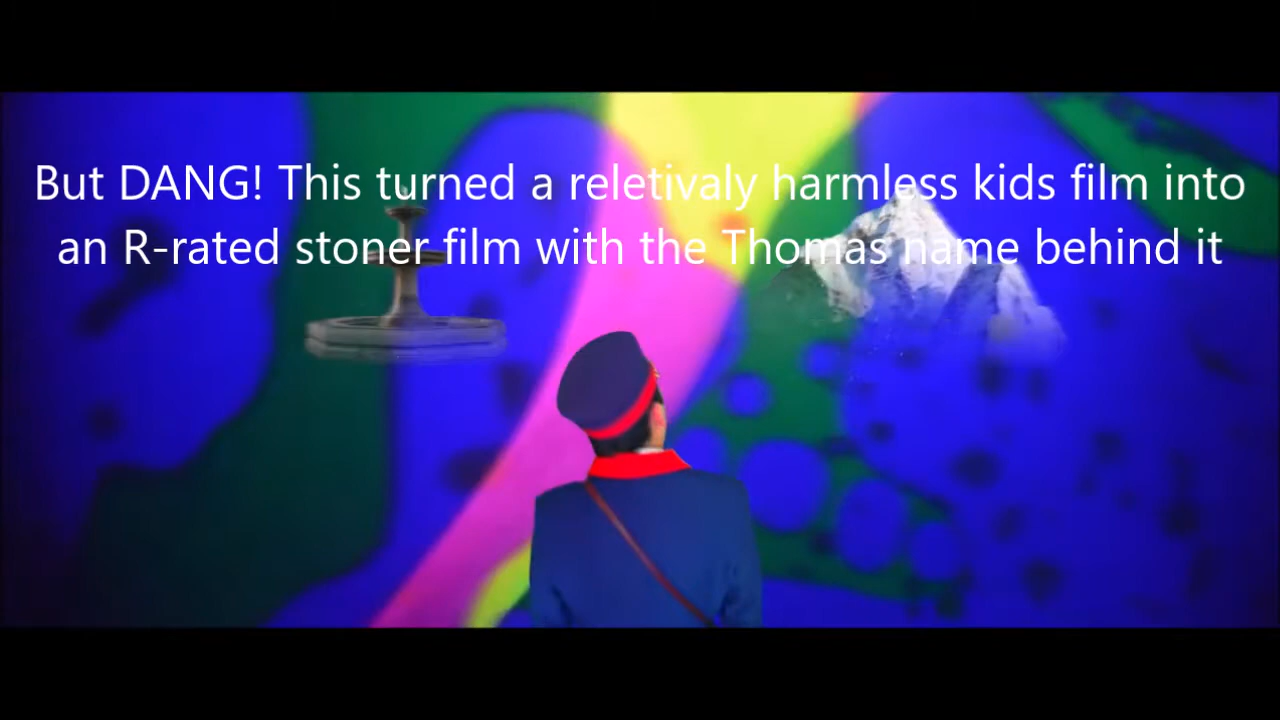 But DANG! This turned a reletivaly harmless kids film into
an R-rated stoner film with the Thomas name behind it